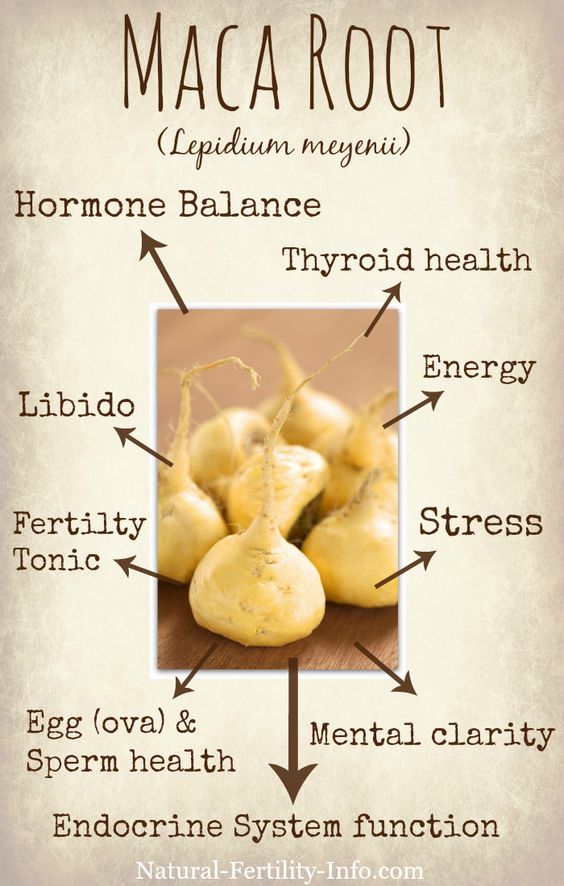 Maca Root
(Lepidium meyenii)
Hormone Balance
Thyroid health
Energy
Libido
Fertilty
Tonic
Stress
Egg (ova) &
Sperm health
Mental clarity
Endocrine System function
Natural-Fertility-Info.com